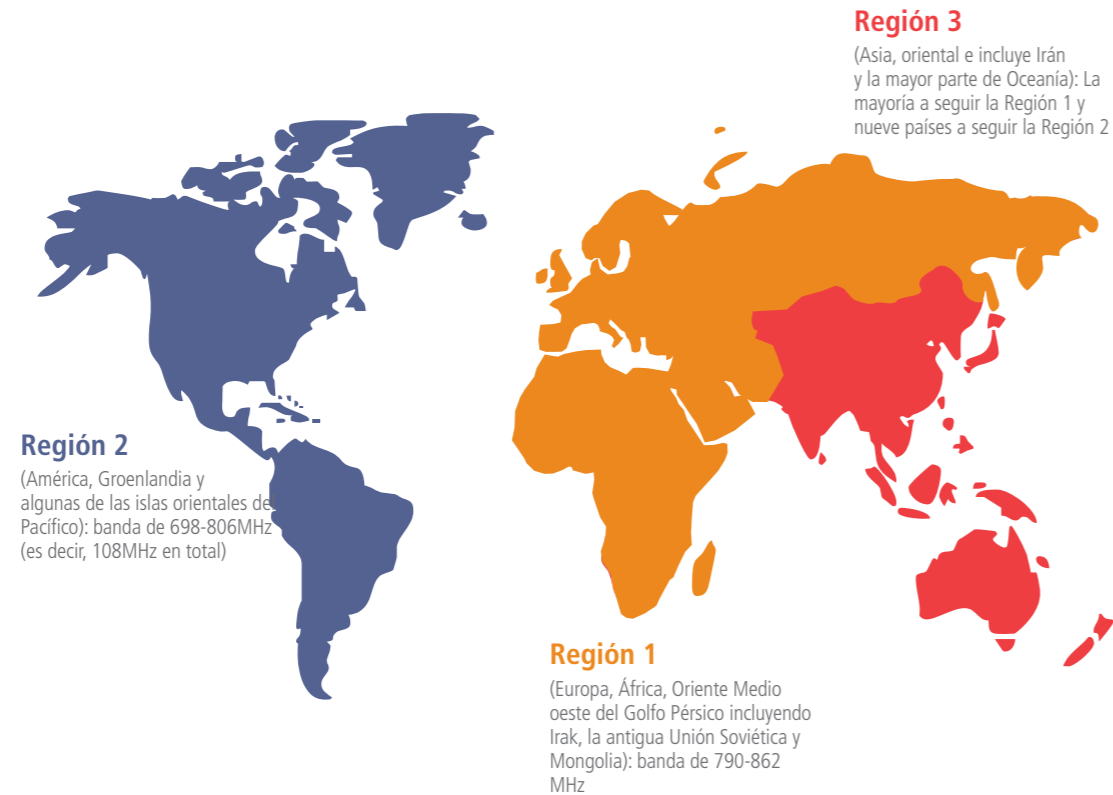 Región 3
(Asia, oriental e incluye Irán
y la mayor parte de Oceanía): La
mayoría a seguir la Región 1 y
nueve países a seguir la Región 2
Región 2
(América, Groenlandia y
algunas de las islas orientales del
Pacífico): banda de 698-806MHz
(es decir, 108MHz en total)
Región 1
(Europa, África, Oriente Medio
oeste del Golfo Pérsico incluyendo
Irak, la antigua Unión Soviética y
Mongolia): banda de 790-862
MHz